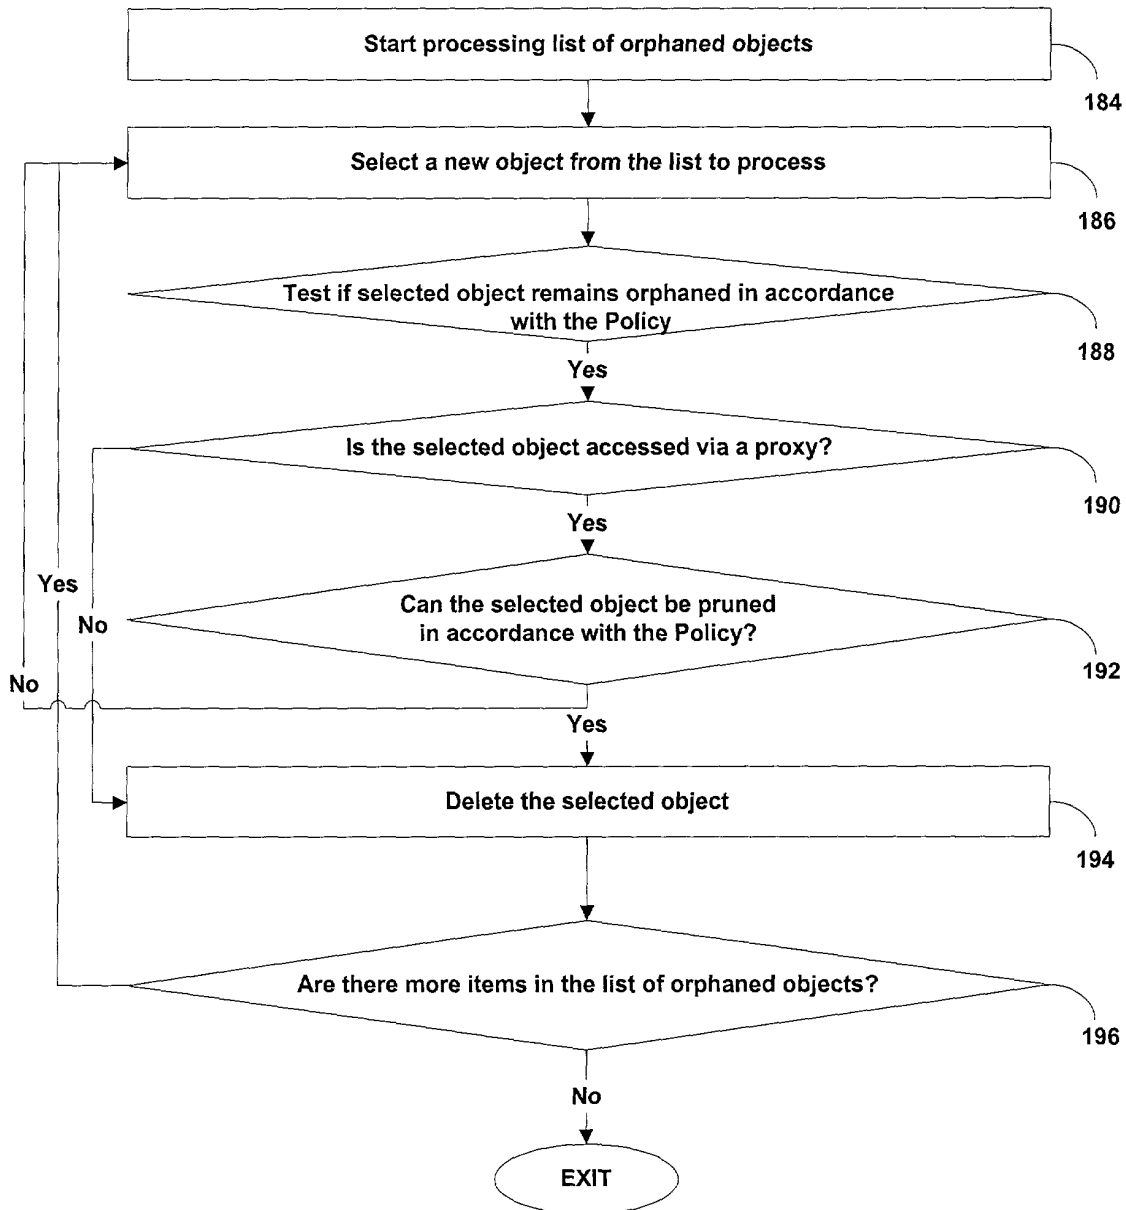 Start processing list of orphaned objects
184
Select a new object from the list to process
186
Test if selected object remains orphaned in accordance
with the Policy
188
Yes
Is the selected object accessed via a proxy?
190
Yes
Can the selected object be pruned
in accordance with the Policy?
192
Yes
No
No
Yes
Delete the selected object
194
Are there more items in the list of orphaned objects?
196
No
EXIT